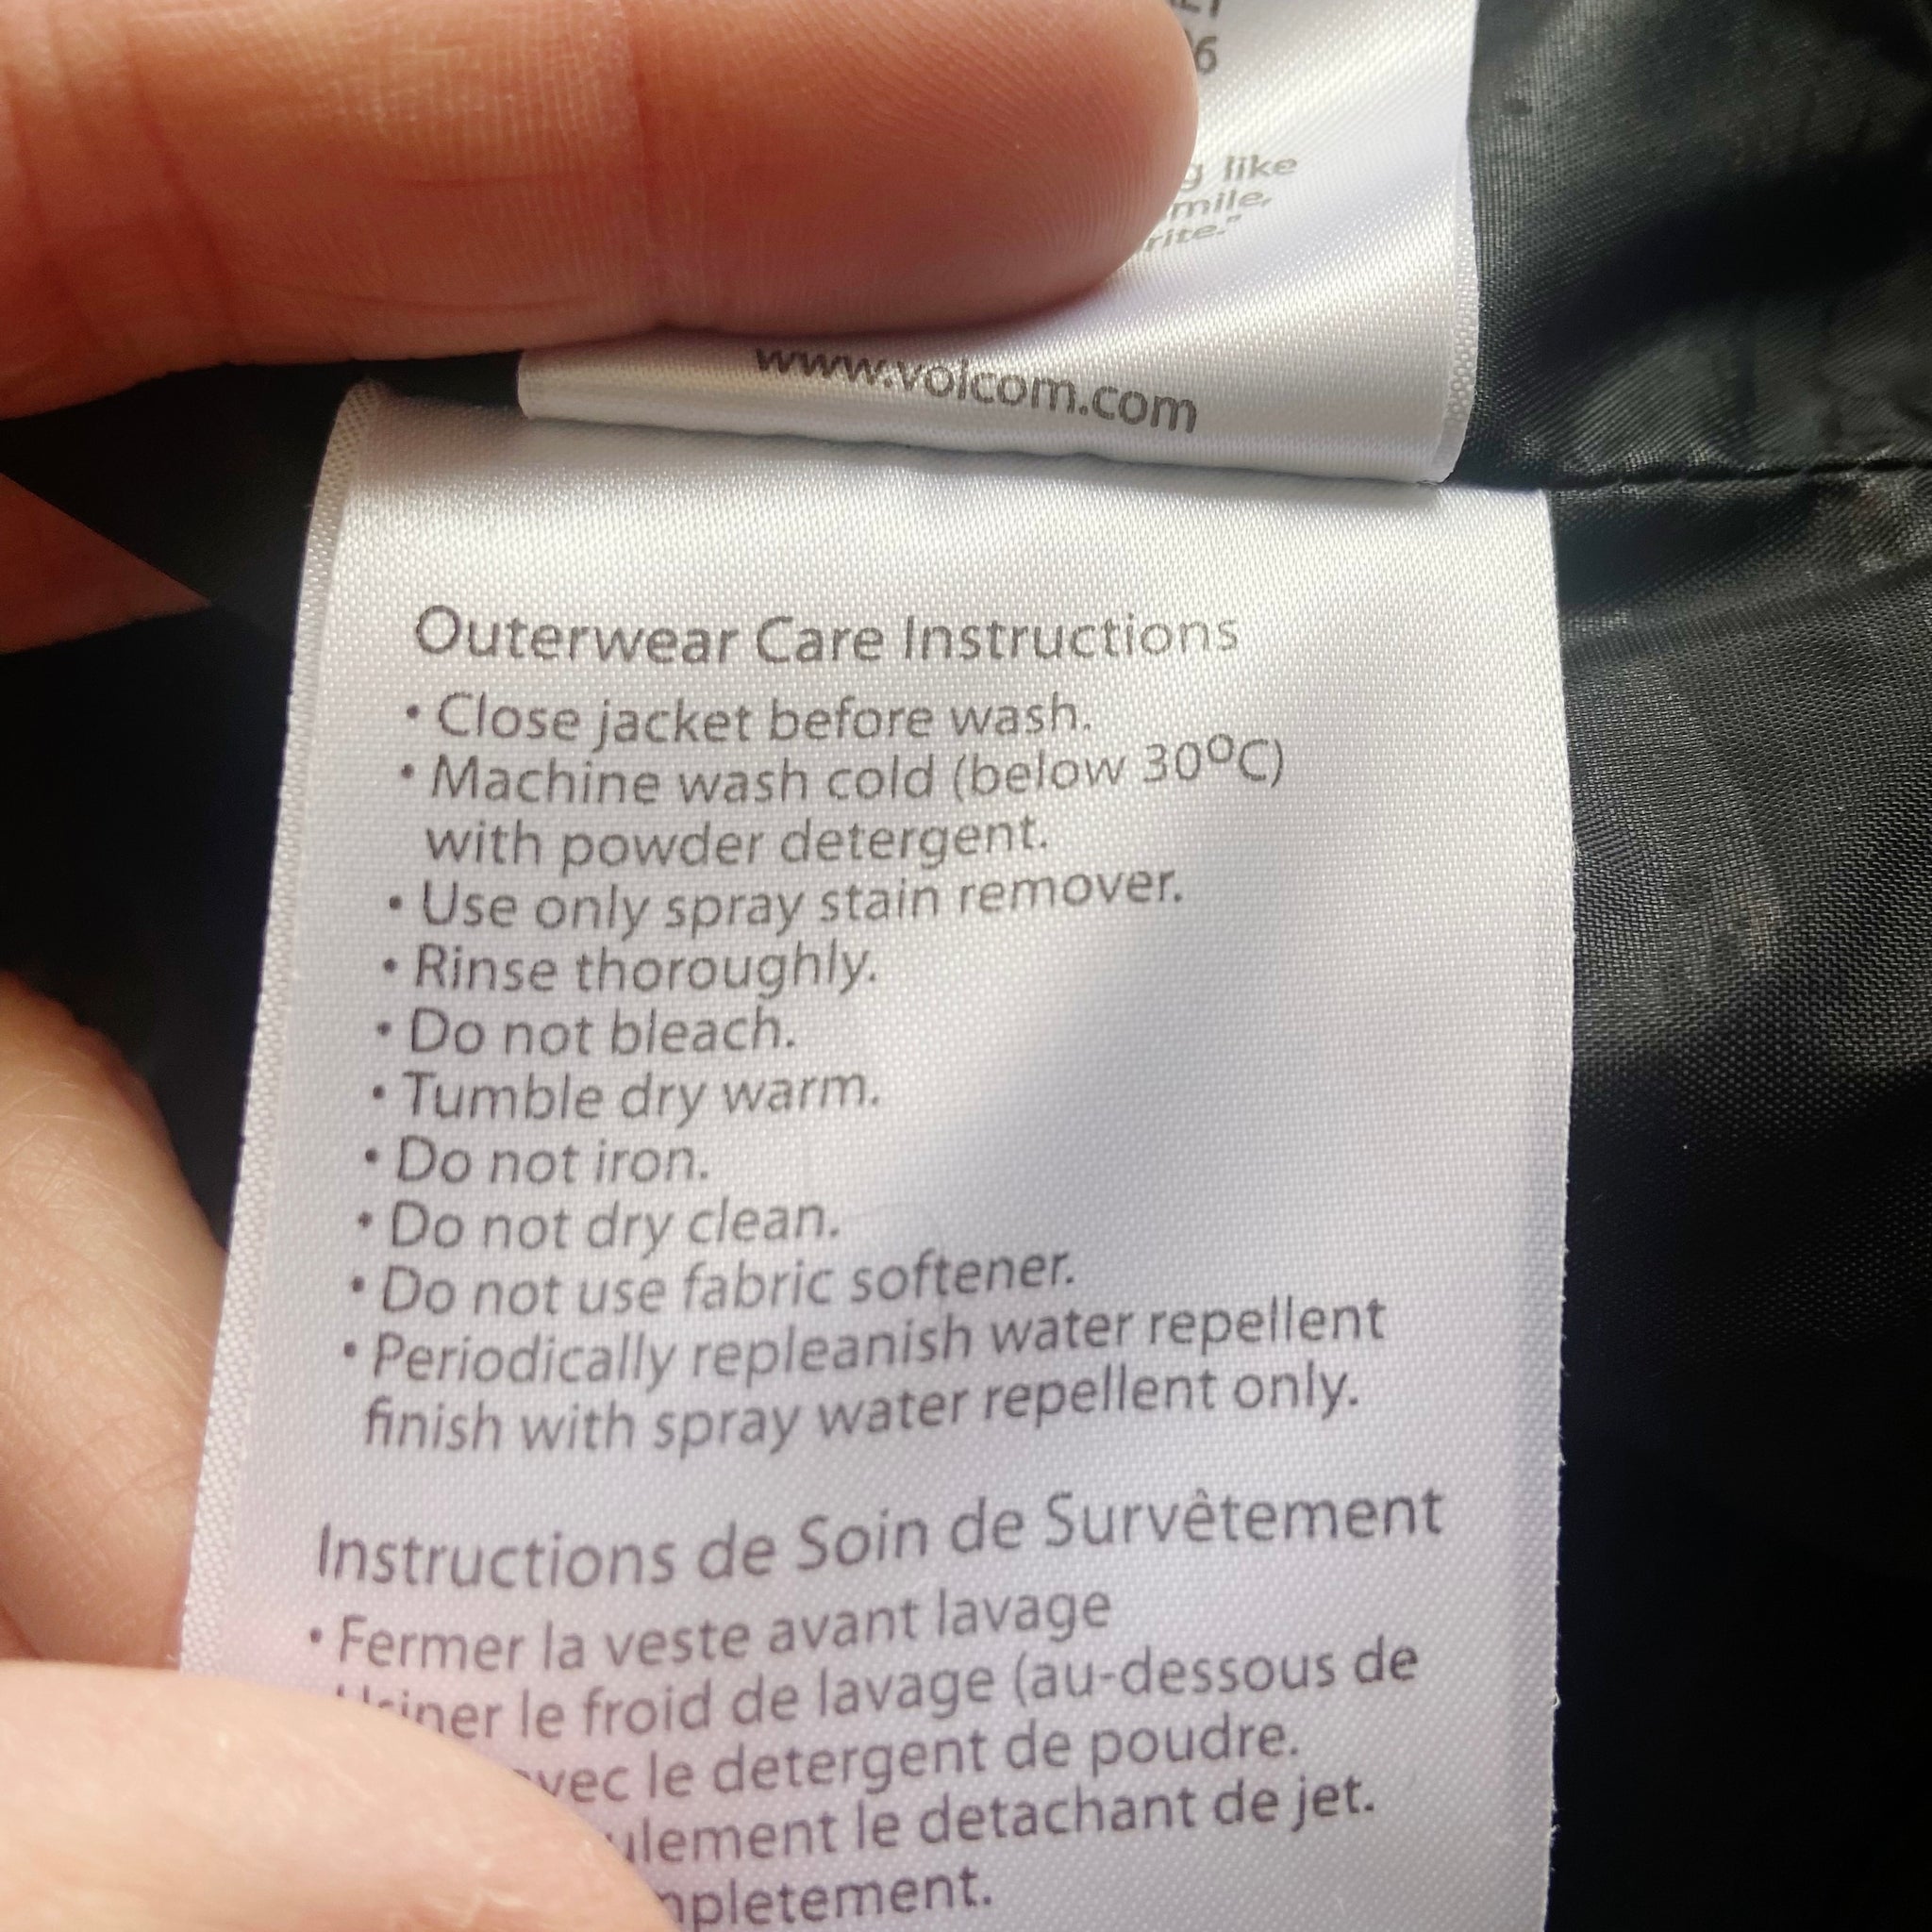 like
www.volcom.com
Outerwear Care Instructions
• Close jacket before wash.
• Machine wash cold (below 30ºC)
with powder detergent.
• Use only spray stain remover.
• Rinse thoroughly.
• Do not bleach.
• Tumble dry warm.
• Do not iron.
• Do not dry clean.
• Do not use fabric softener.
• Periodically repleanish water repellent
finish with spray water repellent only.
Instructions de Soin de Survêtement
• Fermer la veste avant lavage
le froid de lavage (au-dessous de
le detergent de poudre.
le detachant de jet.